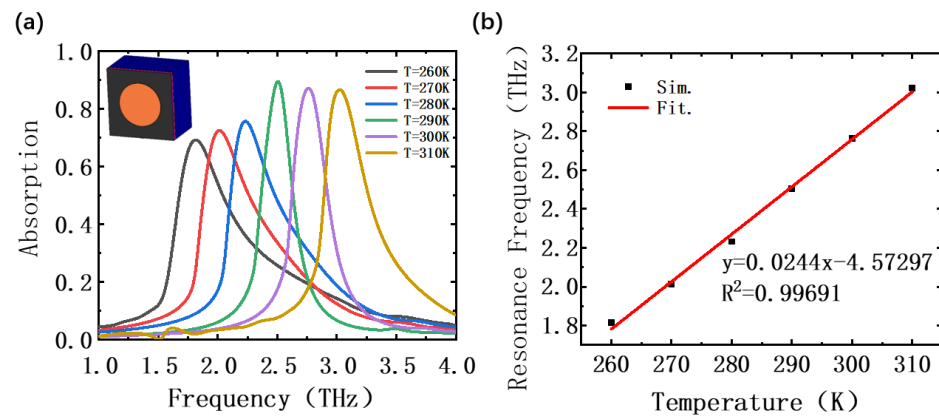 (a)
1.0
0.8
0.6
0.4
0.2
0.0
Absorption
T=260K
T=270K
T=280K
T=290K
T=300K
T=310K
1.0 1.5 2.0 2.5 3.0 3.5 4.0
Frequency (THz)
(b)
3.2
3.0
2.8
2.6
2.4
2.2
2.0
1.8
Resonance Frequency (THz)
Sim.
Fit.
y=0.0244x-4.57297
R²=0.99691
260 270 280 290 300 310
Temperature (K)